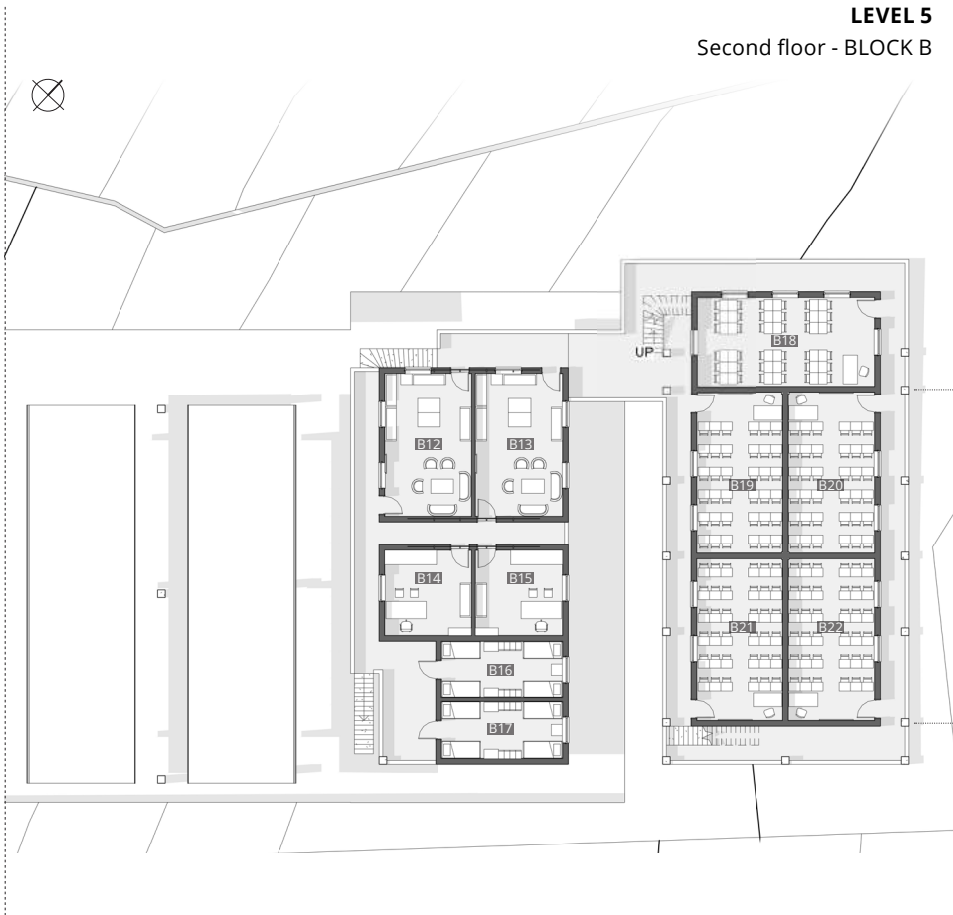 LEVEL 5
Second floor - BLOCK B
UP
B18
B12
B13
B19
B20
B14
B15
B21
B22
B16
B17